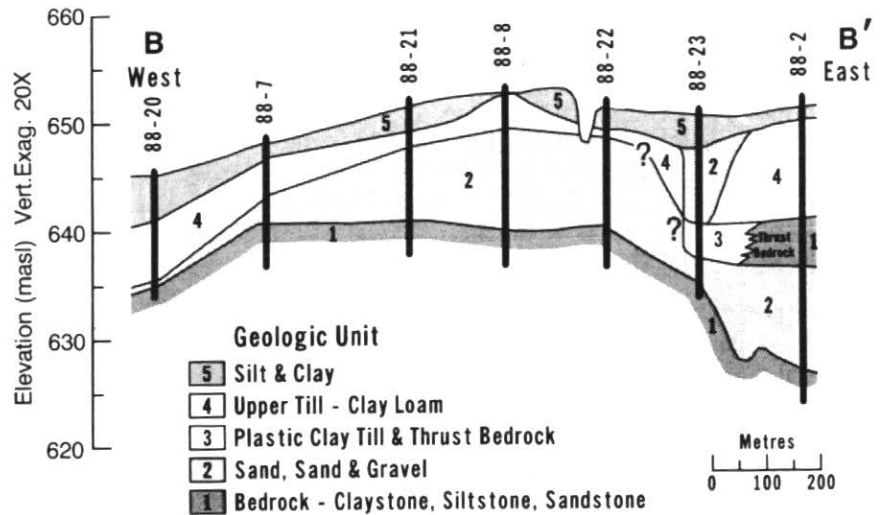 660
650
640
630
620
Elevation (masl) Vert.Exag. 20X
B
West
B'
East
88-20
88-7
88-21
88-8
88-22
88-23
88-2
5
5
5
4
2
1
?
4
2
4
?
3
Thrust
Bedrock
1
2
1
Geologic Unit
5 Silt & Clay
4 Upper Till - Clay Loam
3 Plastic Clay Till & Thrust Bedrock
2 Sand, Sand & Gravel
1 Bedrock - Claystone, Siltstone, Sandstone
Metres
0 100 200